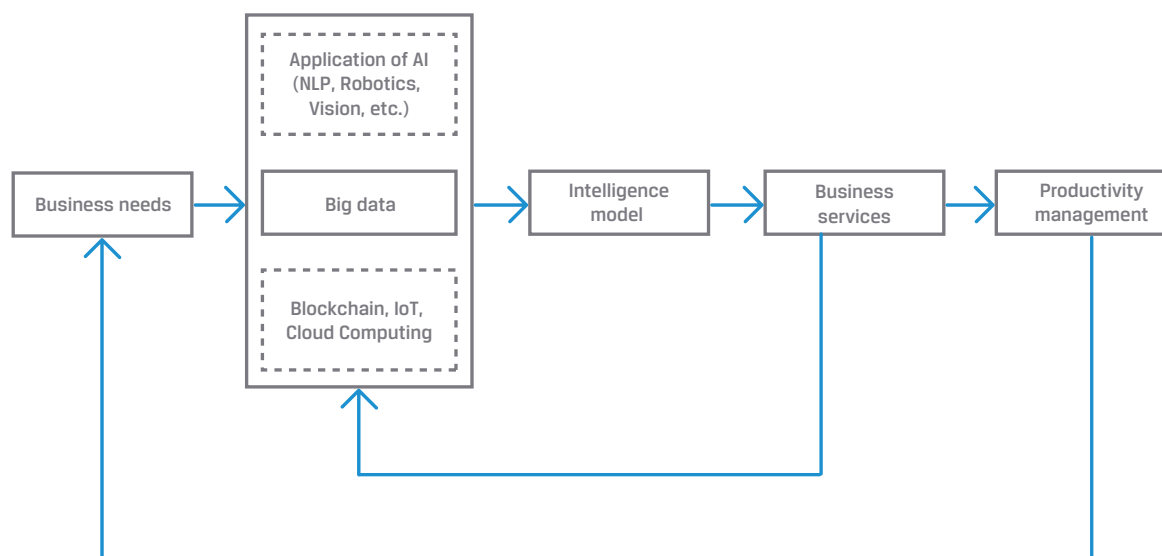 Application of AI
(NLP, Robotics,
Vision, etc.)
Business needs
Big data
Intelligence
model
Business
services
Productivity
management
Blockchain, IoT,
Cloud Computing